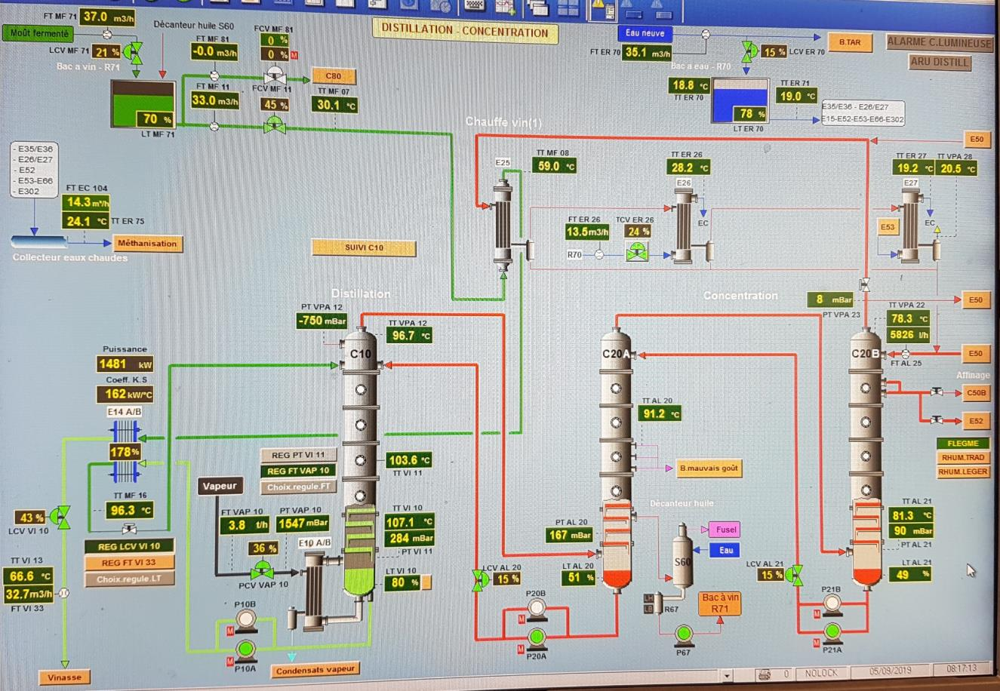 DISTILLATION - CONCENTRATION
FT MF 71
37.0 m3/h
Moût fermenté
LCV MF 71
21 %
Bac a vin - R71
Décanteur huile S60
70 %
LT MF 71
FT MF 81
-0.0 m3/h
FT MF 11
33.0 m3/h
FCV MF 81
0 %
0 %
M
FCV MF 11
45 %
C80
TT MF 07
30.1 °C
Eau neuve
FT ER 70
35.1 m3/h
15 %
LCV ER 70
B.TAR
ALARME C.LUMINEUSE
ARU DISTILL
Bac a eau - R70
18.8 °C
TT ER 70
78 %
LT ER 70
TT ER 71
19.0 °C
E35/E36 - E26/E27
E15-E52-E53-E66-E302
- E35/E36
- E26/E27
- E52
- E53-E66
- E302
FT EC 104
14.3 m³/h
24.1 °C
TT ER 75
Méthanisation
Collecteur eaux chaudes
Chauffe vin(1)
E25
TT MF 08
59.0 °C
TT ER 26
28.2 °C
E26
EC
FT ER 26
13.5 m3/h
TCV ER 26
24 %
R70
E50
TT ER 27
19.2 °C
TT VPA 28
20.5 °C
E27
E53
EC
SUIVI C10
Distillation
Concentration
PT VPA 12
-750 mBar
TT VPA 12
96.7 °C
C10
8 mBar
PT VPA 23
E50
TT VPA 22
78.3 °C
5826 l/h
FT AL 25
E50
C20A
C20B
Affinage
C50B
E52
FLEGME
RHUM.TRAD
RHUM.LEGER
Puissance
1481 kW
Coeff. K.S
162 kW/°C
E14 A/B
178%
TT MF 16
96.3 °C
43 %
LCV VI 10
TT VI 13
66.6 °C
32.7 m3/h
FT VI 33
REG LCV VI 10
REG FT VI 33
Choix.regule.LT
Vinasse
REG PT VI 11
REG FT VAP 10
Choix.regule.FT
Vapeur
FT VAP 10
3.8 t/h
PT VAP 10
1547 mBar
36 %
PCV VAP 10
E10 A/B
103.6 °C
TT VI 11
TT VI 10
107.1 °C
284 mBar
PT VI 11
LT VI 10
80 %
P10B
M
M
P10A
Condensats vapeur
TT AL 20
91.2 °C
B.mauvais goût
Décanteur huile
Fusel
Eau
S60
PT AL 20
167 mBar
LT AL 20
51 %
LCV AL 20
15 %
P20B
M
M
P20A
LH
LB
R67
Bac à vin
R71
P67
TT AL 21
81.3 °C
90 mBar
PT AL 21
LT AL 21
49 %
LCV AL 21
15 %
P21B
M
M
P21A
0
NOLOCK
05/09/2019
08:17:13